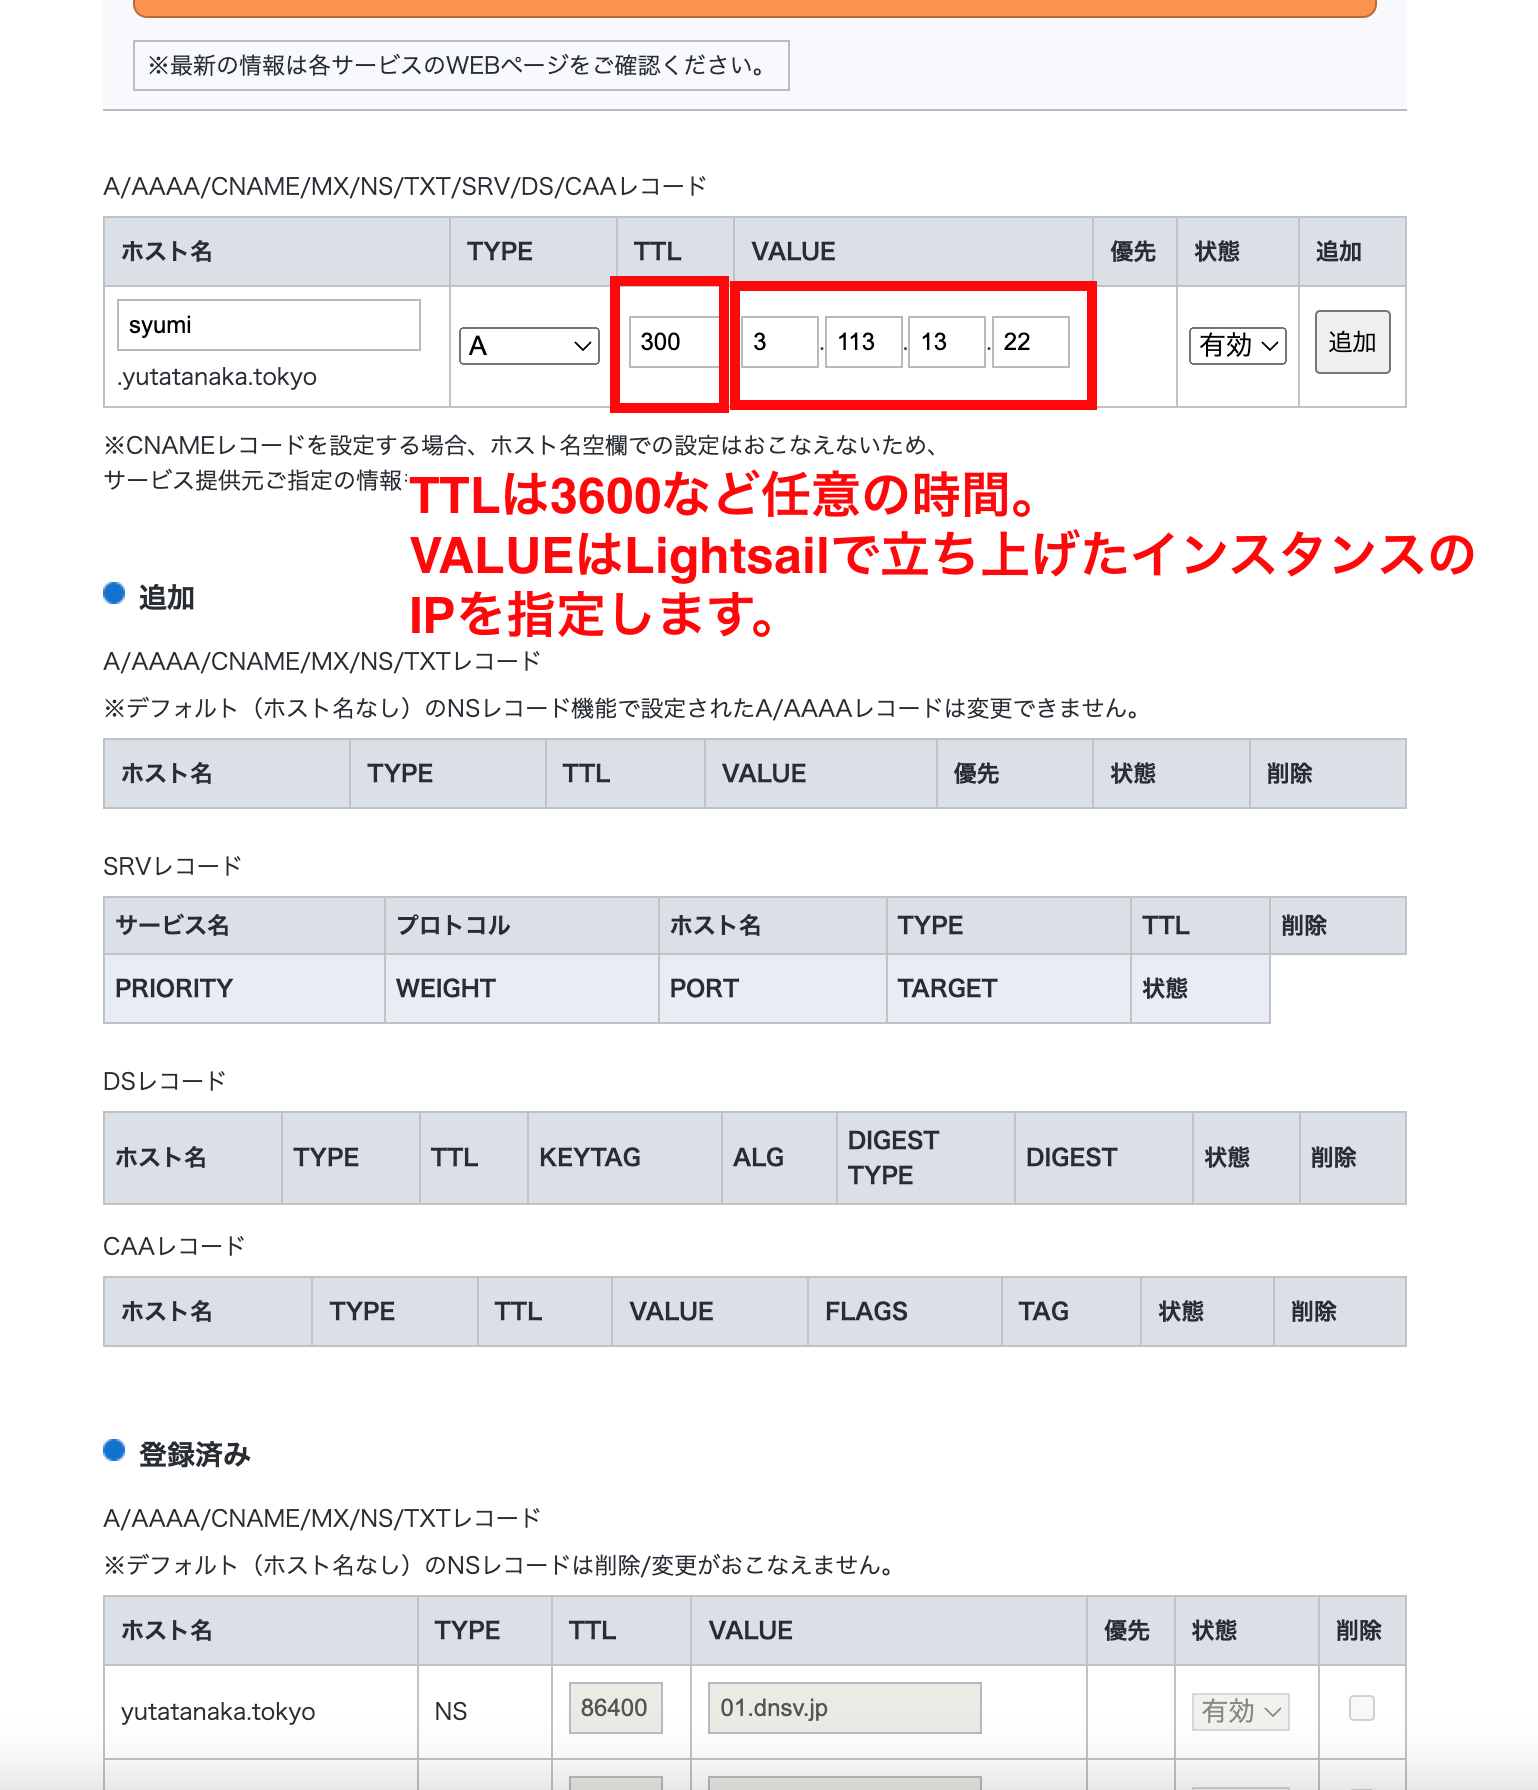 ※最新の情報は各サービスのWEBページをご確認ください。
A/AAAA/CNAME/MX/NS/TXT/SRV/DS/CAAレコード
ホスト名 TYPE TTL VALUE 優先 状態 追加
syumi
.yutatanaka.tokyo
A 300 3 . 113 . 13 . 22 有効 追加
※CNAMEレコードを設定する場合、ホスト名空欄での設定はおこなえないため、
サービス提供元ご指定の情報
TTLは3600など任意の時間。
VALUEはLightsailで立ち上げたインスタンスの
IPを指定します。
追加
A/AAAA/CNAME/MX/NS/TXTレコード
※デフォルト（ホスト名なし）のNSレコード機能で設定されたA/AAAAレコードは変更できません。
ホスト名 TYPE TTL VALUE 優先 状態 削除
SRVレコード
サービス名 プロトコル ホスト名 TYPE TTL 削除
PRIORITY WEIGHT PORT TARGET 状態
DSレコード
ホスト名 TYPE TTL KEYTAG ALG DIGEST TYPE DIGEST 状態 削除
CAAレコード
ホスト名 TYPE TTL VALUE FLAGS TAG 状態 削除
登録済み
A/AAAA/CNAME/MX/NS/TXTレコード
※デフォルト（ホスト名なし）のNSレコードは削除/変更がおこなえません。
ホスト名 TYPE TTL VALUE 優先 状態 削除
yutatanaka.tokyo NS 86400 01.dnsv.jp 有効